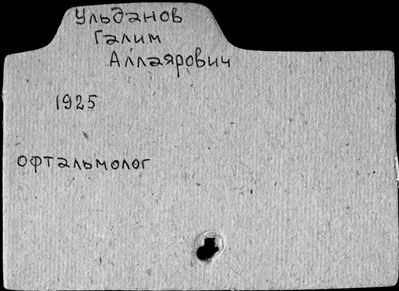 Ульданов
Галим
Аллаярович
1925
офтальмолог